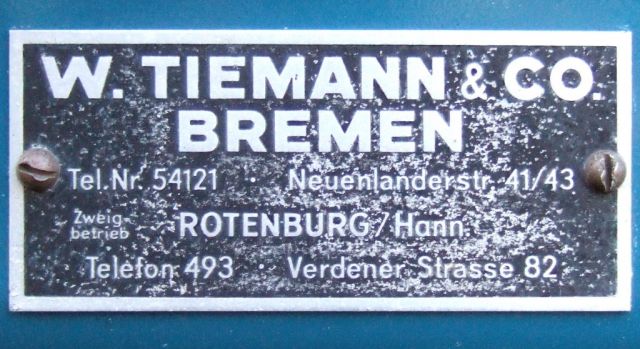 W. TIEMANN & CO.
BREMEN
Tel. Nr. 54121 · Neuenlanderstr. 41/43
Zweig-
betrieb ROTENBURG/Hann.
Telefon 493 · Verdener Strasse 82